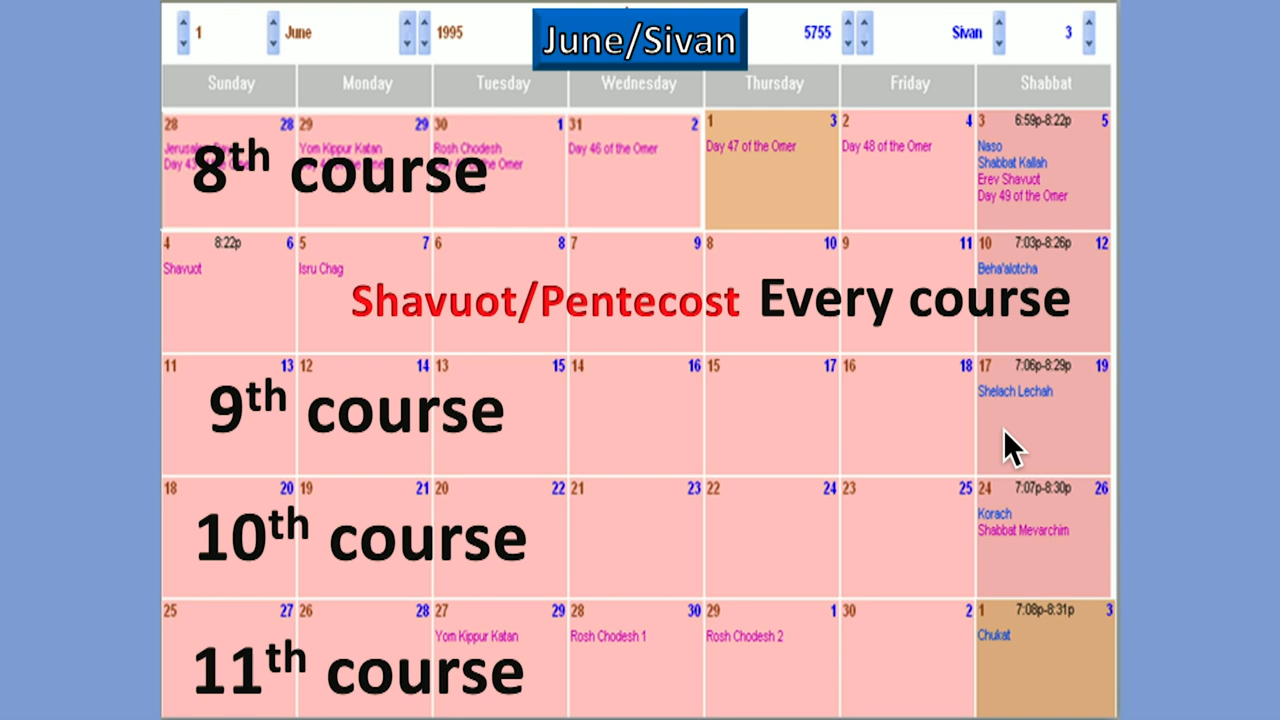 1 June 1995 June/Sivan 5755 Sivan 3
Sunday Monday Tuesday Wednesday Thursday Friday Shabbat
28 28 29 29 30 1 31 2 1 3 2 4 3 6:59p-8:22p 5
Yom Kippur Katan Rosh Chodesh Day 46 of the Omer Day 47 of the Omer Day 48 of the Omer Naso
Shabbat Kallah
Erev Shavuot
Day 49 of the Omer
8th course
4 8:22p 6 5 7 6 8 7 9 8 10 9 11 10 7:03p-8:26p 12
Shavuot Isru Chag Beha'alotcha
Shavuot/Pentecost Every course
11 13 12 14 13 15 14 16 15 17 16 18 17 7:06p-8:29p 19
Shelach Lechah
9th course
18 20 19 21 20 22 21 23 22 24 23 25 24 7:07p-8:30p 26
Korach
Shabbat Mevarchim
10th course
25 27 26 28 27 29 28 30 29 1 30 2 1 7:08p-8:31p 3
Yom Kippur Katan Rosh Chodesh 1 Rosh Chodesh 2 Chukat
11th course